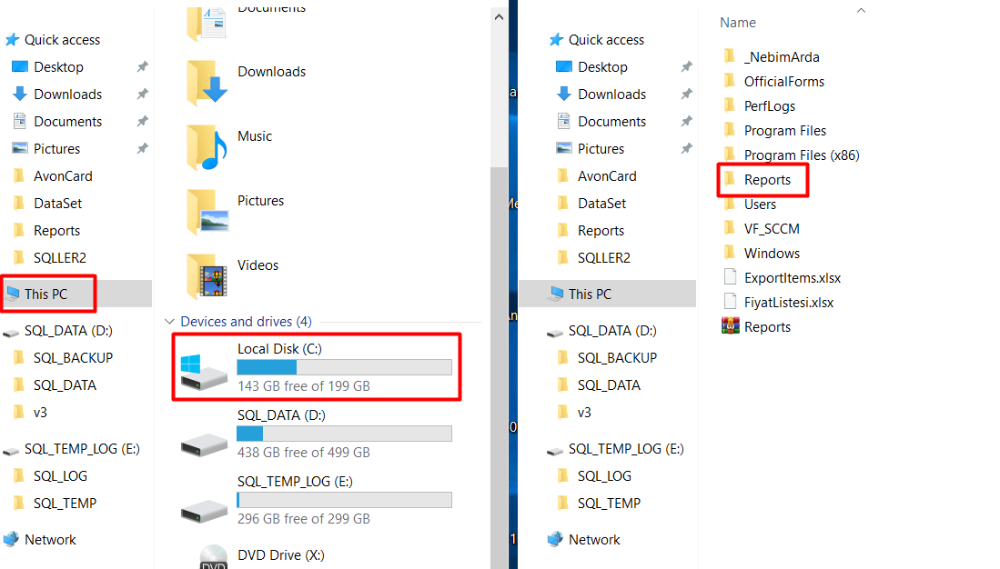 Quick access
Desktop
Downloads
Documents
Pictures
AvonCard
DataSet
Reports
SQLLER2
This PC
SQL_DATA (D:)
SQL_BACKUP
SQL_DATA
v3
SQL_TEMP_LOG (E:)
SQL_LOG
SQL_TEMP
Network
Documents
Downloads
Music
Pictures
Videos
Devices and drives (4)
Local Disk (C:)
143 GB free of 199 GB
SQL_DATA (D:)
438 GB free of 499 GB
SQL_TEMP_LOG (E:)
296 GB free of 299 GB
DVD Drive (X:)
DVD
Quick access
Desktop
Downloads
Documents
Pictures
AvonCard
DataSet
Reports
SQLLER2
This PC
SQL_DATA (D:)
SQL_BACKUP
SQL_DATA
v3
SQL_TEMP_LOG (E:)
SQL_LOG
SQL_TEMP
Network
Name
_NebimArda
OfficialForms
PerfLogs
Program Files
Program Files (x86)
Reports
Users
VF_SCCM
Windows
ExportItems.xlsx
FiyatListesi.xlsx
Reports